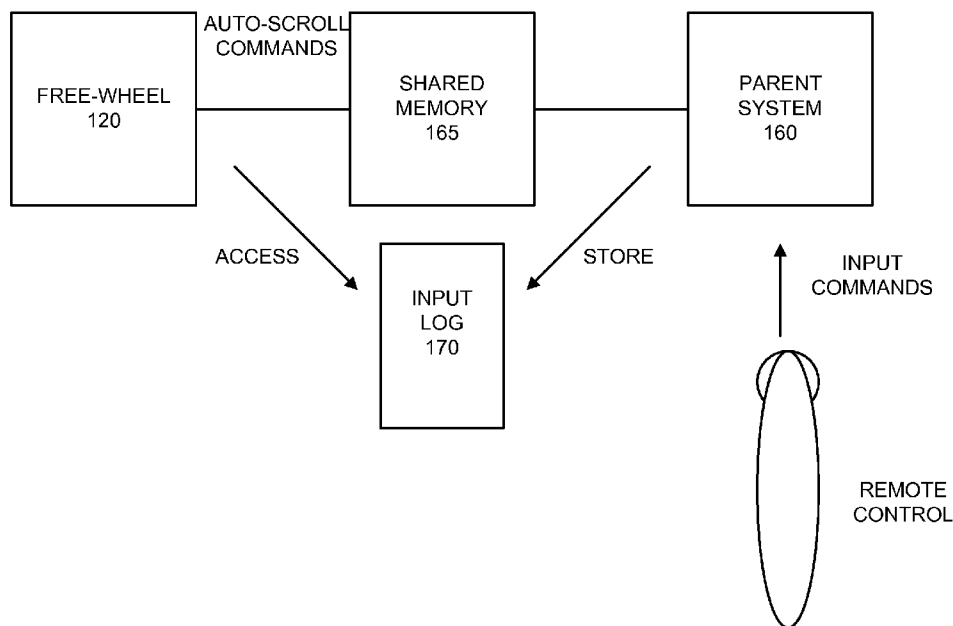 AUTO-SCROLL
COMMANDS
FREE-WHEEL
120
SHARED
MEMORY
165
PARENT
SYSTEM
160
ACCESS
STORE
INPUT
COMMANDS
INPUT
LOG
170
REMOTE
CONTROL